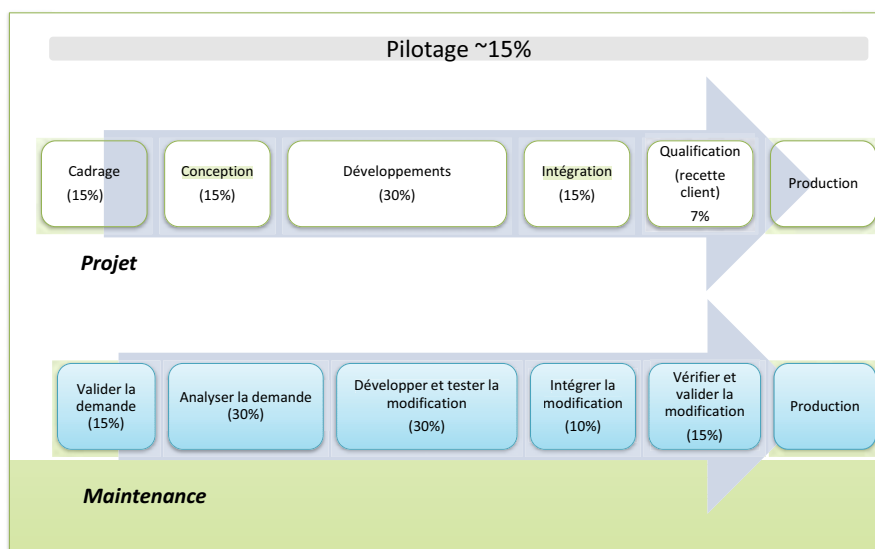 Pilotage ~15%
Cadrage
(15%)
Conception
(15%)
Développements
(30%)
Intégration
(15%)
Qualification
(recette
client)
7%
Production
Projet
Valider la
demande
(15%)
Analyser la demande
(30%)
Développer et tester la
modification
(30%)
Intégrer la
modification
(10%)
Vérifier et
valider la
modification
(15%)
Production
Maintenance